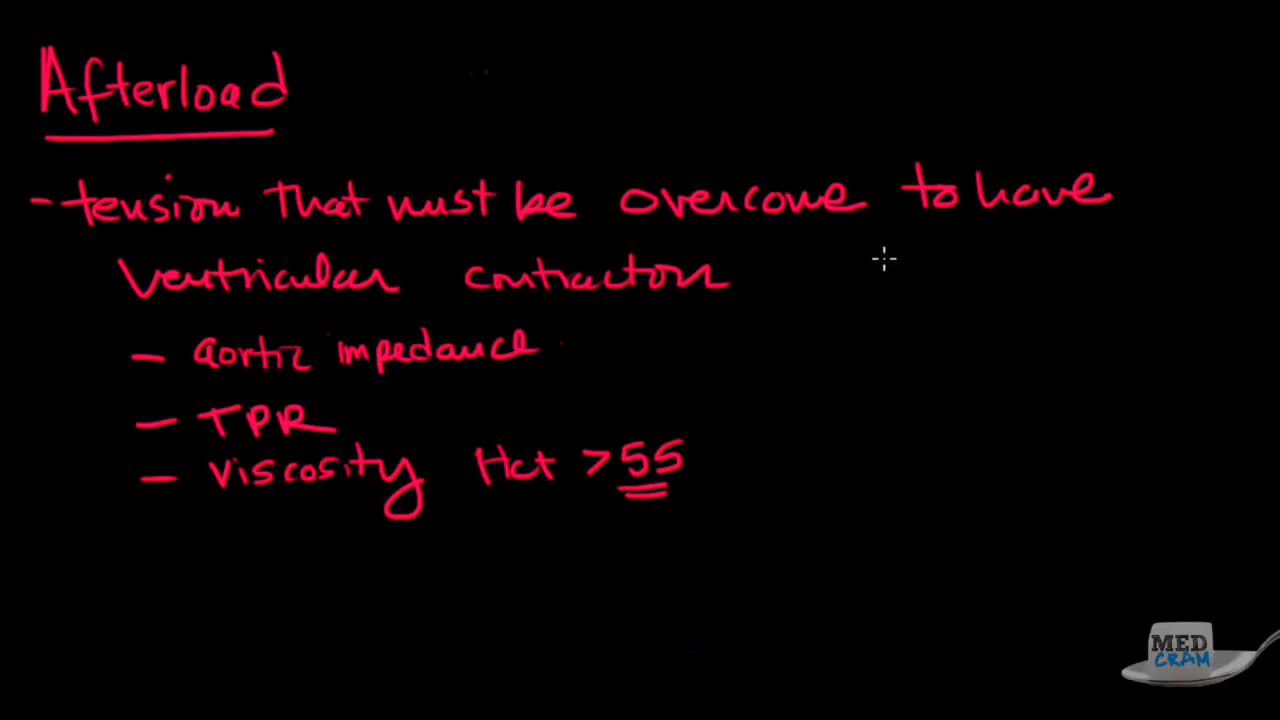 Afterload
- tension that must be overcome to have
ventricular contraction
- aortic impedance
- TPR
- viscosity Hct > 55
MED
CRAM